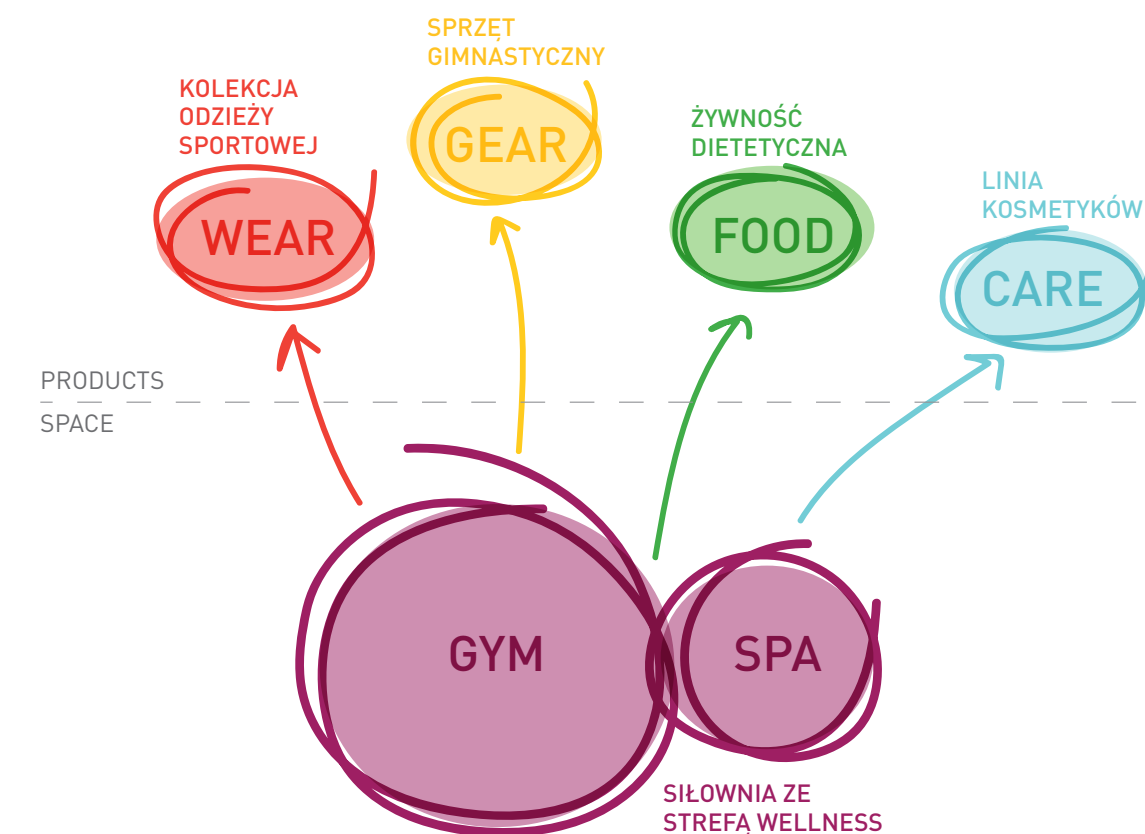 SPRZĘT
GIMNASTYCZNY
KOLEKCJA
ODZIEŻY
SPORTOWEJ
GEAR
ŻYWNOŚĆ
DIETETYCZNA
LINIA
KOSMETYKÓW
WEAR
FOOD
CARE
PRODUCTS
SPACE
GYM
SPA
SIŁOWNIA ZE
STREFĄ WELLNESS